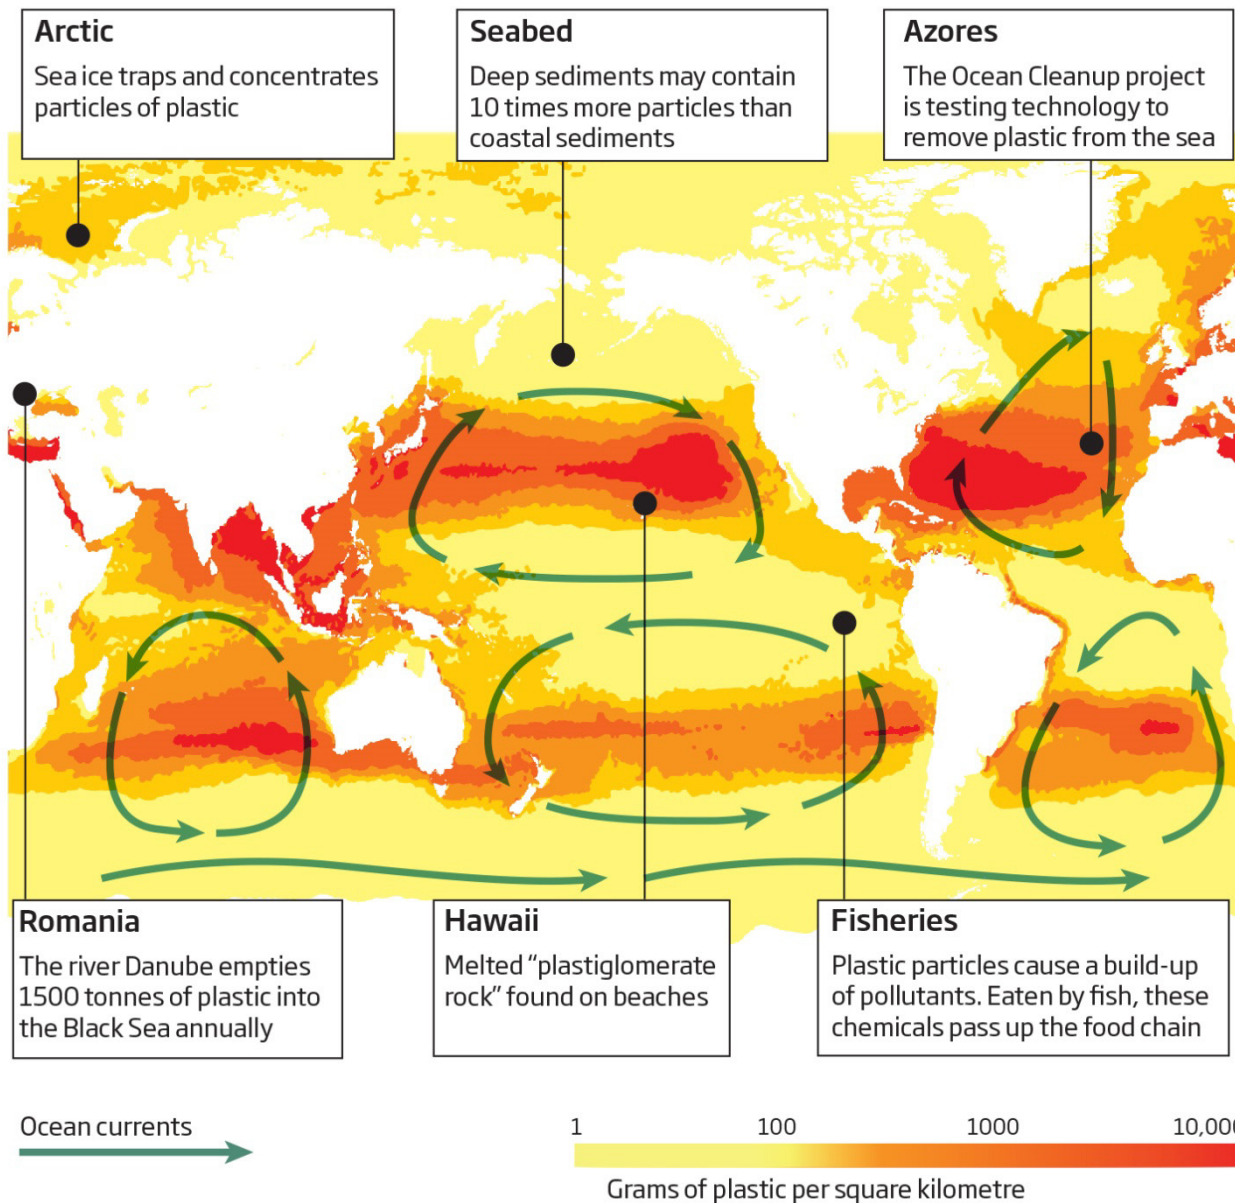 Arctic
Sea ice traps and concentrates
particles of plastic
Seabed
Deep sediments may contain
10 times more particles than
coastal sediments
Azores
The Ocean Cleanup project
is testing technology to
remove plastic from the sea
Romania
The river Danube empties
1500 tonnes of plastic into
the Black Sea annually
Hawaii
Melted “plastiglomerate
rock” found on beaches
Fisheries
Plastic particles cause a build-up
of pollutants. Eaten by fish, these
chemicals pass up the food chain
Ocean currents
1 100 1000 10,000
Grams of plastic per square kilometre